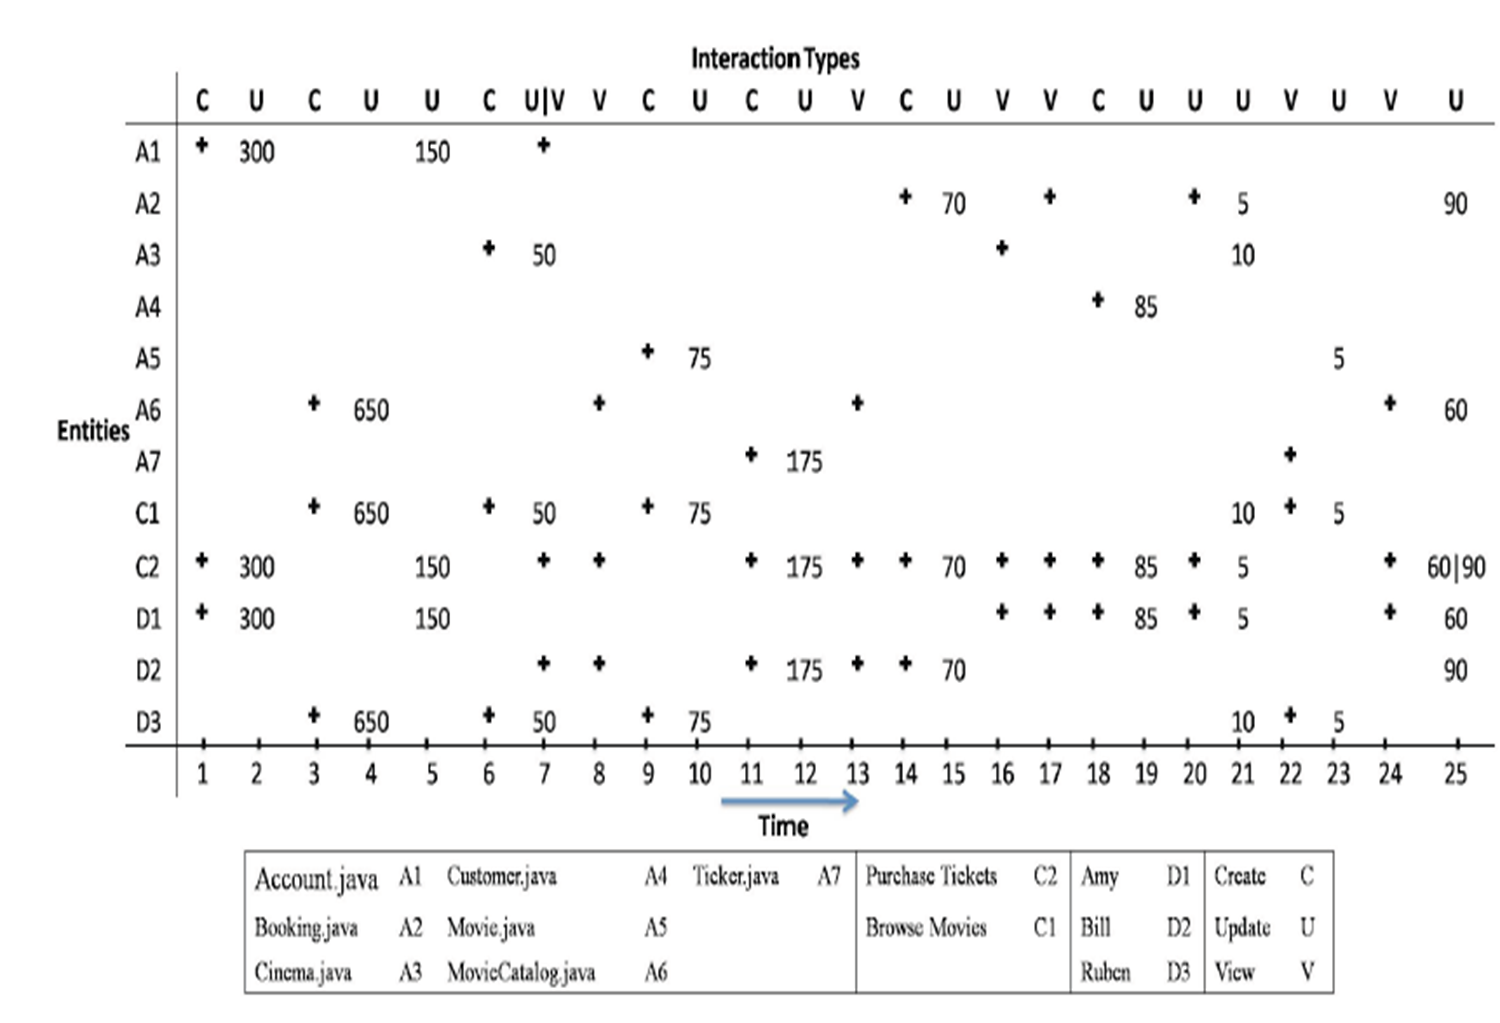 Interaction Types
C U C U U C U|V V C U C U V C U V V C U U U V U V U
A1 + 300 150 +
A2 + 70 + + 5 90
A3 + 50 + 10
A4 + 85
A5 + 75 5
A6 + 650 + + + 60
Entities
A7 + 175 +
C1 + 650 + 50 + 75 10 + 5
C2 + 300 150 + + + 175 + + 70 + + + 85 + 5 + 60|90
D1 + 300 150 + + + 85 + 5 + 60
D2 + + + 175 + + 70 90
D3 + 650 + 50 + 75 10 + 5
1 2 3 4 5 6 7 8 9 10 11 12 13 14 15 16 17 18 19 20 21 22 23 24 25
Time
Account.java A1 Customer.java A4 Ticker.java A7 Purchase Tickets C2 Amy D1 Create C
Booking.java A2 Movie.java A5 Browse Movies C1 Bill D2 Update U
Cinema.java A3 MovieCatalog.java A6 Ruben D3 View V